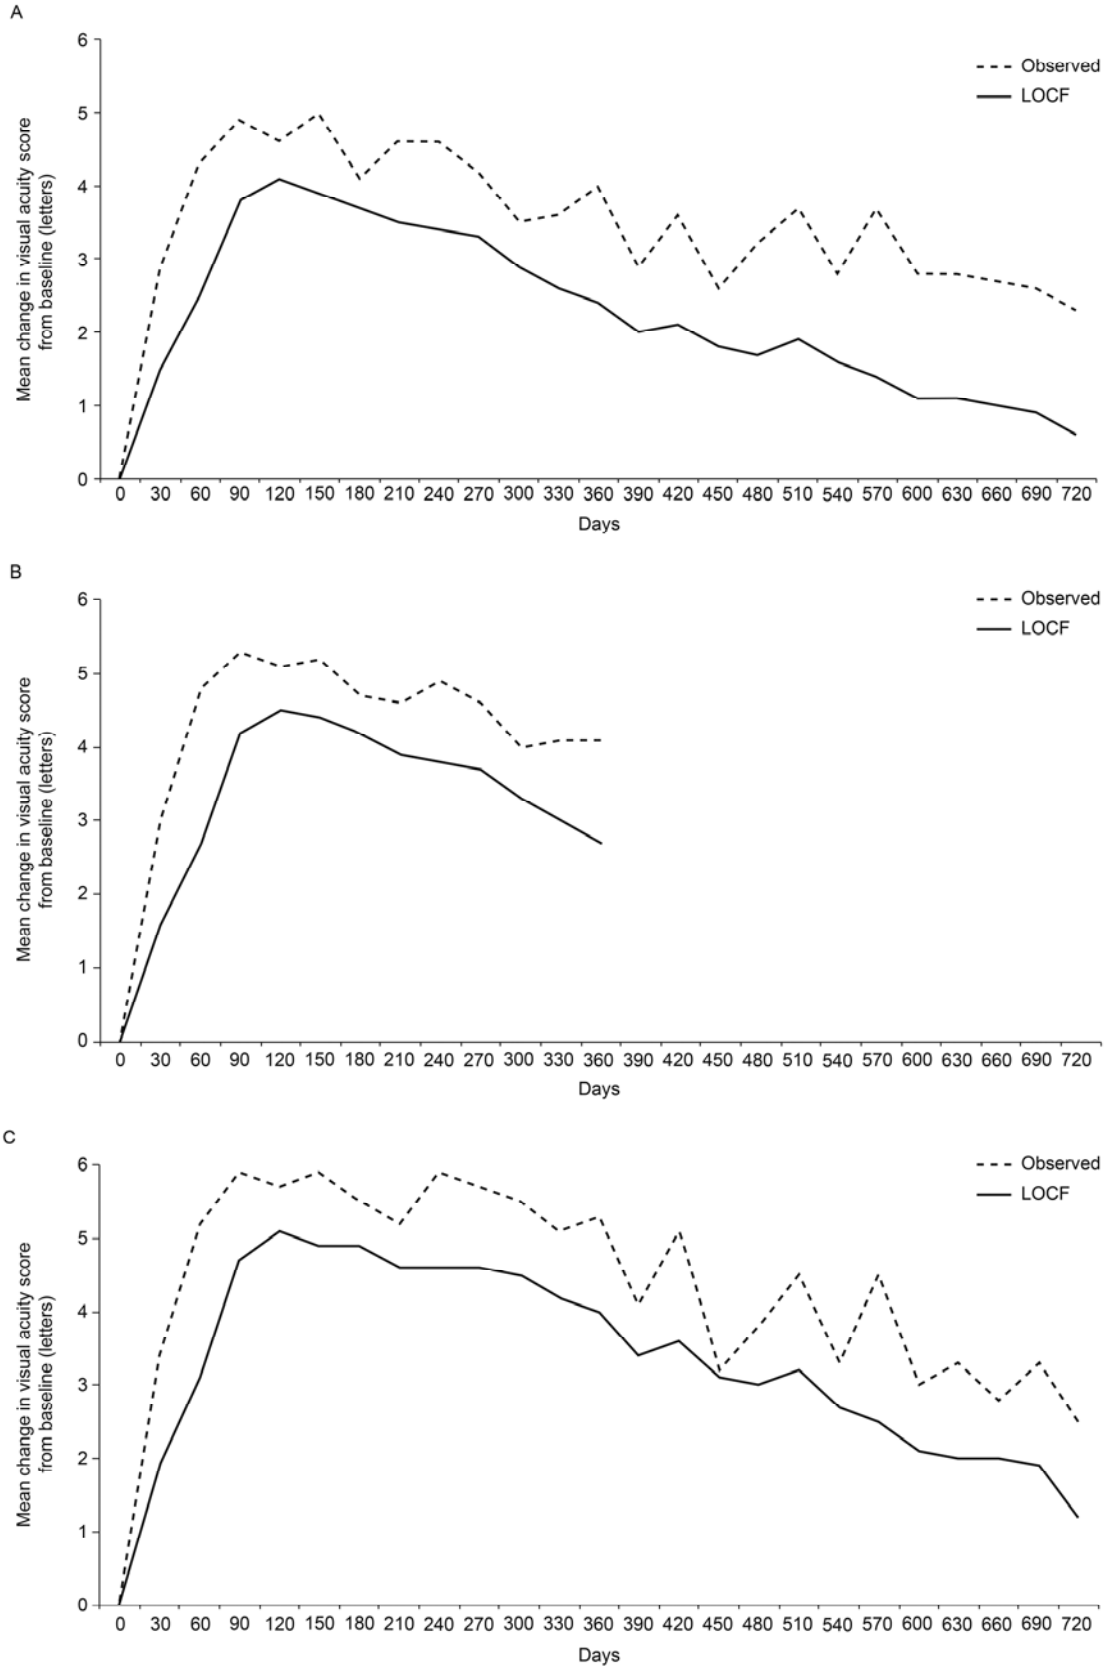 A
6
5
4
3
2
1
0
Mean change in visual acuity score
from baseline (letters)
Observed
LOCF
0 30 60 90 120 150 180 210 240 270 300 330 360 390 420 450 480 510 540 570 600 630 660 690 720
Days
B
6
5
4
3
2
1
0
Mean change in visual acuity score
from baseline (letters)
Observed
LOCF
0 30 60 90 120 150 180 210 240 270 300 330 360 390 420 450 480 510 540 570 600 630 660 690 720
Days
C
6
5
4
3
2
1
0
Mean change in visual acuity score
from baseline (letters)
Observed
LOCF
0 30 60 90 120 150 180 210 240 270 300 330 360 390 420 450 480 510 540 570 600 630 660 690 720
Days